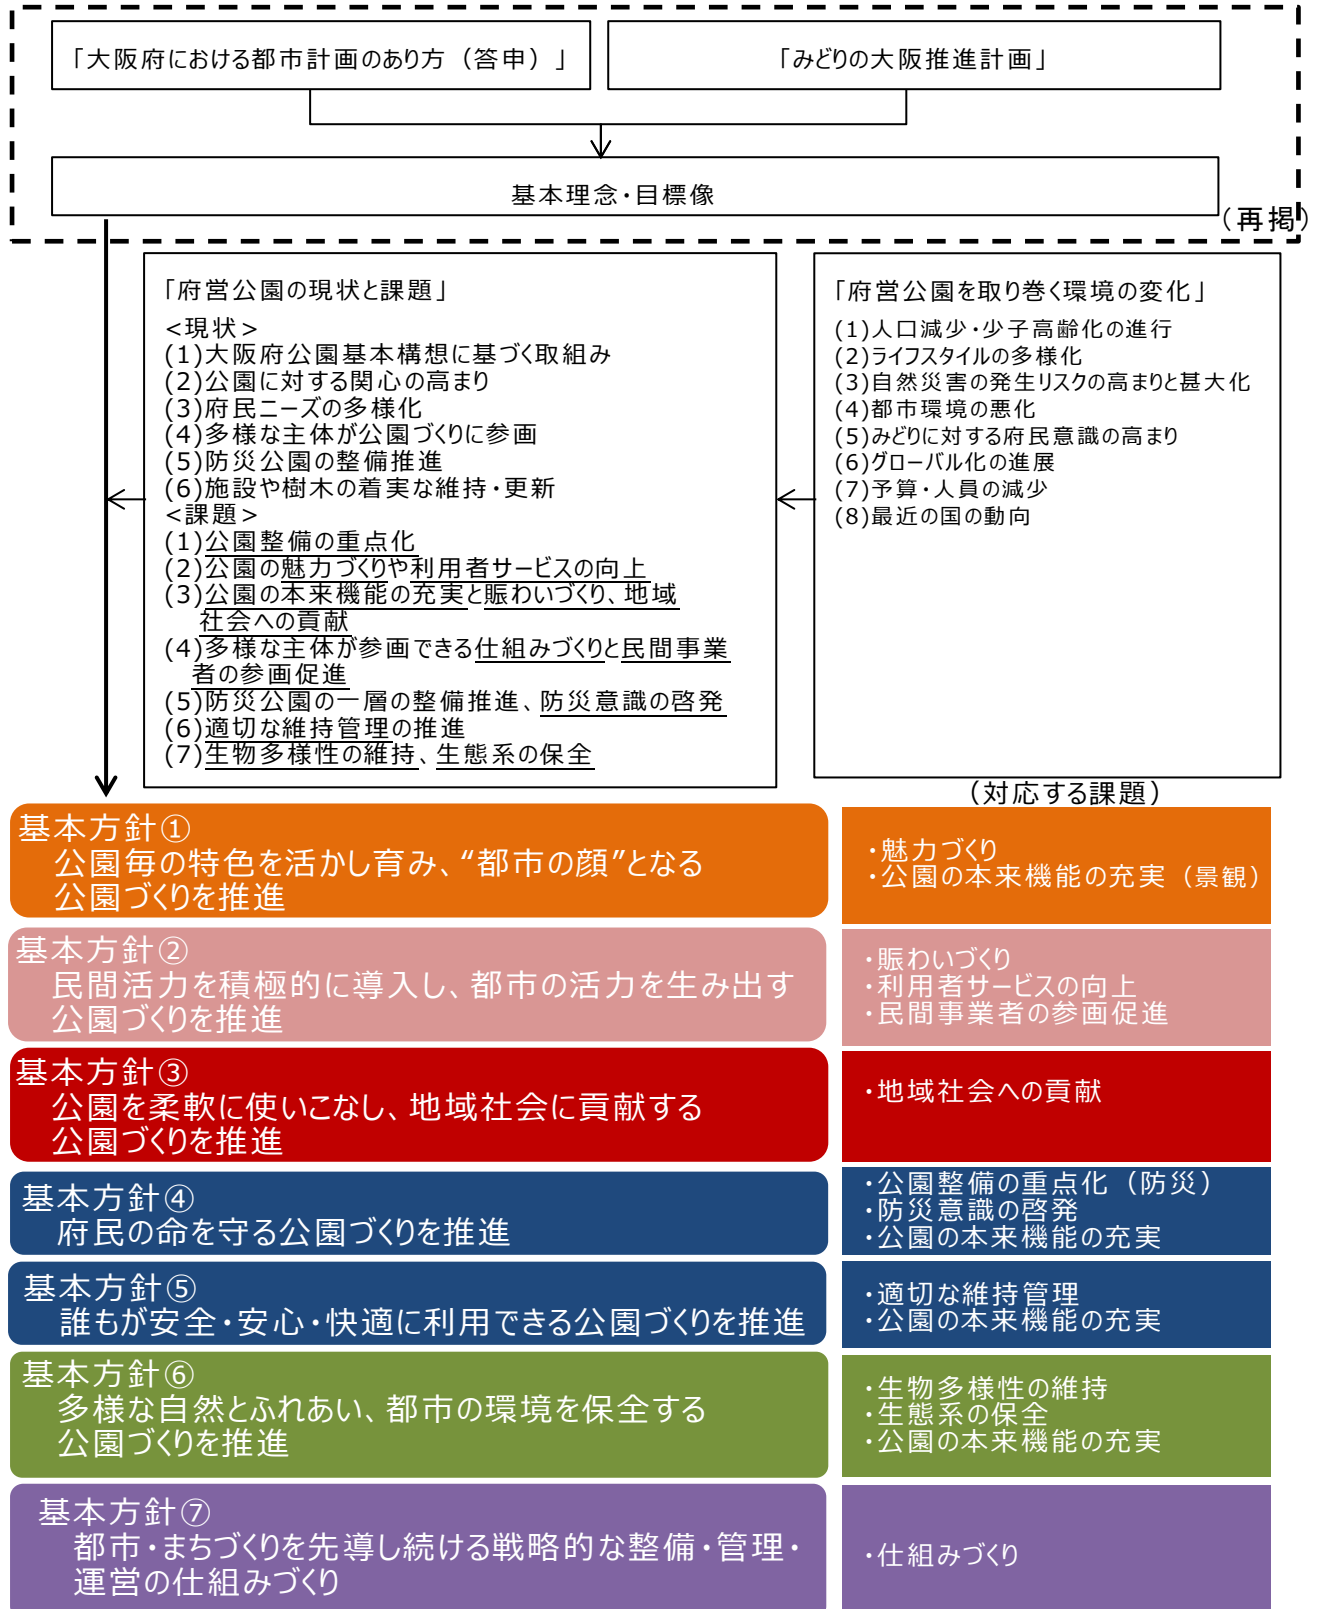 「大阪府における都市計画のあり方（答申）」
「みどりの大阪推進計画」
基本理念・目標像
（再掲）
「府営公園の現状と課題」
<現状>
(1)大阪府公園基本構想に基づく取組み
(2)公園に対する関心の高まり
(3)府民ニーズの多様化
(4)多様な主体が公園づくりに参画
(5)防災公園の整備推進
(6)施設や樹木の着実な維持・更新
<課題>
(1)公園整備の重点化
(2)公園の魅力づくりや利用者サービスの向上
(3)公園の本来機能の充実と賑わいづくり、地域
社会への貢献
(4)多様な主体が参画できる仕組みづくりと民間事業
者の参画促進
(5)防災公園の一層の整備推進、防災意識の啓発
(6)適切な維持管理の推進
(7)生物多様性の維持、生態系の保全
「府営公園を取り巻く環境の変化」
(1)人口減少・少子高齢化の進行
(2)ライフスタイルの多様化
(3)自然災害の発生リスクの高まりと甚大化
(4)都市環境の悪化
(5)みどりに対する府民意識の高まり
(6)グローバル化の進展
(7)予算・人員の減少
(8)最近の国の動向
（対応する課題）
基本方針①
公園毎の特色を活かし育み、“都市の顔”となる
公園づくりを推進
・魅力づくり
・公園の本来機能の充実（景観）
基本方針②
民間活力を積極的に導入し、都市の活力を生み出す
公園づくりを推進
・賑わいづくり
・利用者サービスの向上
・民間事業者の参画促進
基本方針③
公園を柔軟に使いこなし、地域社会に貢献する
公園づくりを推進
・地域社会への貢献
基本方針④
府民の命を守る公園づくりを推進
・公園整備の重点化（防災）
・防災意識の啓発
・公園の本来機能の充実
基本方針⑤
誰もが安全・安心・快適に利用できる公園づくりを推進
・適切な維持管理
・公園の本来機能の充実
基本方針⑥
多様な自然とふれあい、都市の環境を保全する
公園づくりを推進
・生物多様性の維持
・生態系の保全
・公園の本来機能の充実
基本方針⑦
都市・まちづくりを先導し続ける戦略的な整備・管理・
運営の仕組みづくり
・仕組みづくり